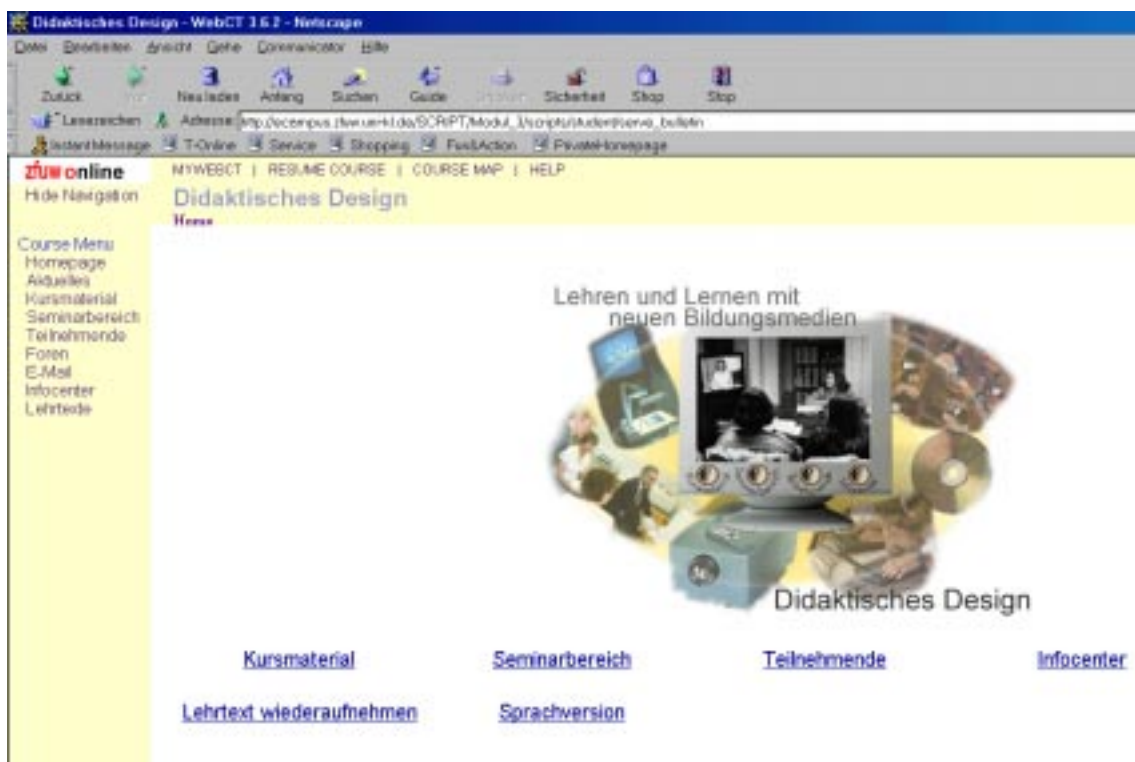 Didaktisches Design - WebCT 3.6.2 - Netscape
Datei Bearbeiten Ansicht Gehe Communicator Hilfe
Zurück Vor Neu laden Anfang Suchen Guide Drucken Sicherheit Shop Stop
Lesezeichen Adresse
Instant Message T-Online Service Shopping Fun&Action PrivateHomepage
zfuw online
MYWEBCT | RESUME COURSE | COURSE MAP | HELP
Hide Navigation
Didaktisches Design
Home
Course Menu
Homepage
Aktuelles
Kursmaterial
Seminarbereich
Teilnehmende
Foren
E-Mail
Infocenter
Lehrtexte
Lehren und Lernen mit
neuen Bildungsmedien
Didaktisches Design
Kursmaterial Seminarbereich Teilnehmende Infocenter
Lehrtext wiederaufnehmen Sprachversion